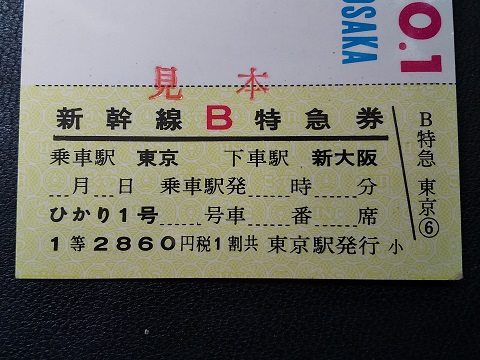 OSAKA
O.1
見本
新幹線B特急券
乗車駅 東京 下車駅 新大阪
月 日 乗車駅発 時 分
ひかり1号 号車 番 席
1等2860円税1割共 東京駅発行 小
B特急 東京⑥